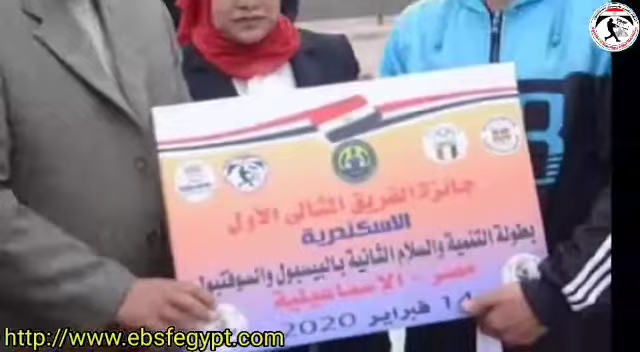 جائزة الفريق المثالى الاول
الاسكندرية
بطولة التنمية والسلام الثانية بالبيسبول والسوفتبول
مصر - الاسماعيلية
فبراير 2020
http://www.ebsfegypt.com